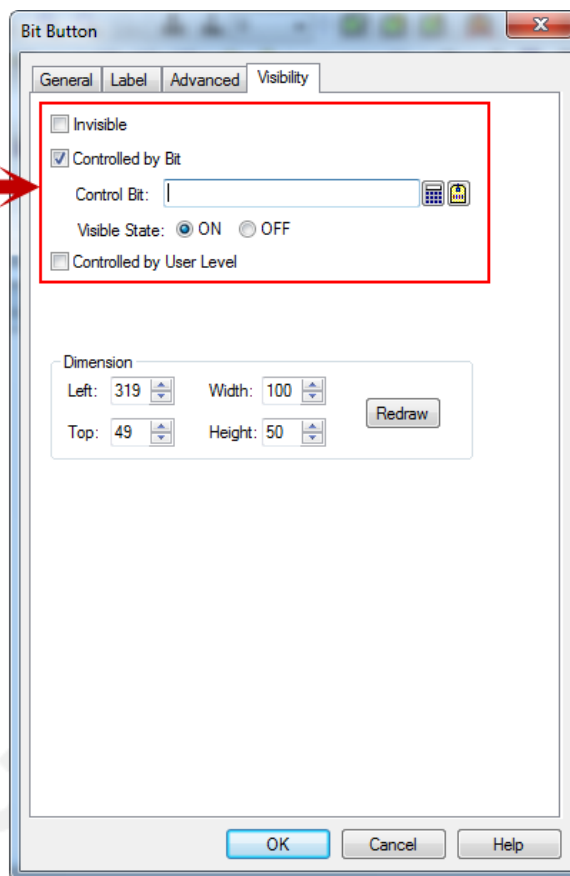 Bit Button
General Label Advanced Visibility
Invisible
Controlled by Bit
Control Bit:
Visible State: ON OFF
Controlled by User Level
Dimension
Left: 319 Width: 100
Redraw
Top: 49 Height: 50
OK Cancel Help